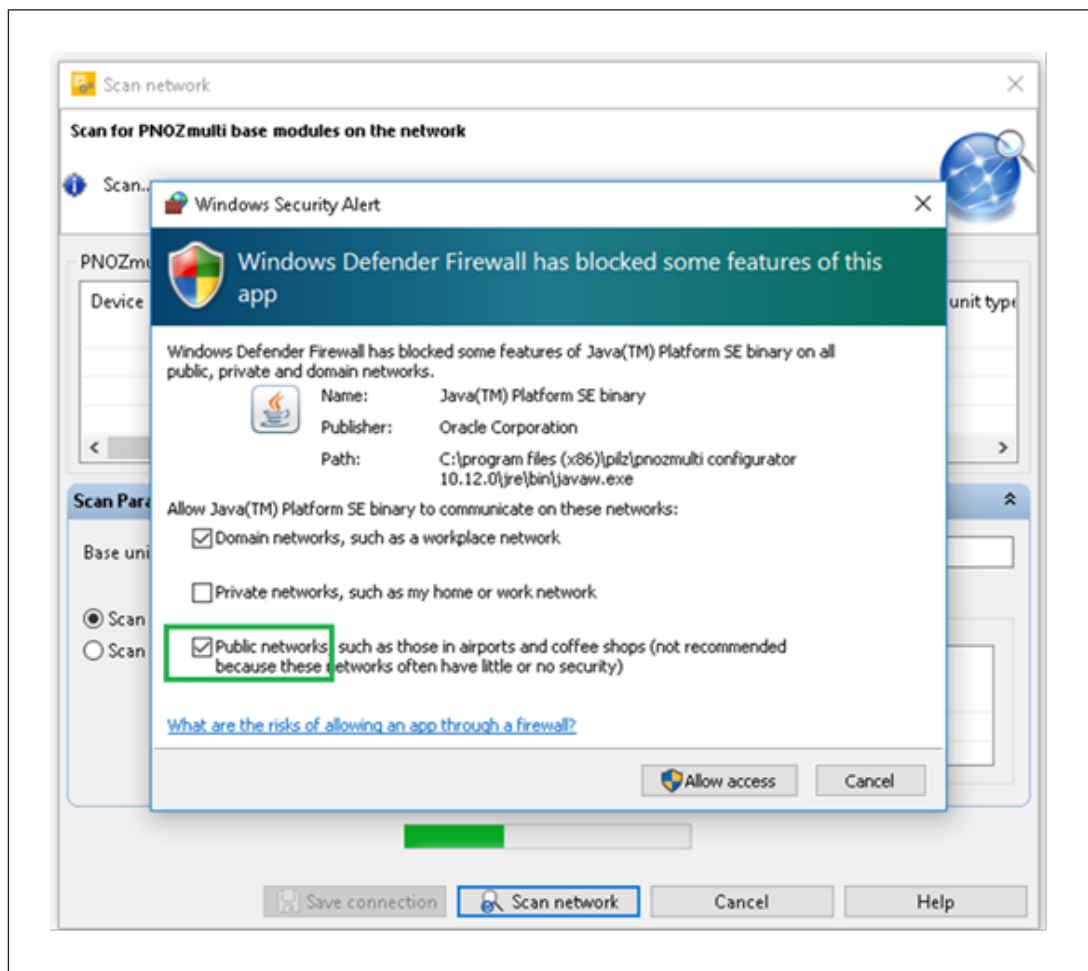 Scan network
Scan for PNOZmulti base modules on the network
Scan..
Windows Security Alert
Windows Defender Firewall has blocked some features of this
app
PNOZmu
Device
unit type
Windows Defender Firewall has blocked some features of Java(TM) Platform SE binary on all
public, private and domain networks.
Name: Java(TM) Platform SE binary
Publisher: Oracle Corporation
Path: C:\program files (x86)\pilz\pnozmulti configurator
10.12.0\jre\bin\javaw.exe
Scan Para
Allow Java(TM) Platform SE binary to communicate on these networks:
Base uni
Domain networks, such as a workplace network
Private networks, such as my home or work network
Scan
Scan
Public networks, such as those in airports and coffee shops (not recommended
because these networks often have little or no security)
What are the risks of allowing an app through a firewall?
Allow access Cancel
Save connection Scan network Cancel Help